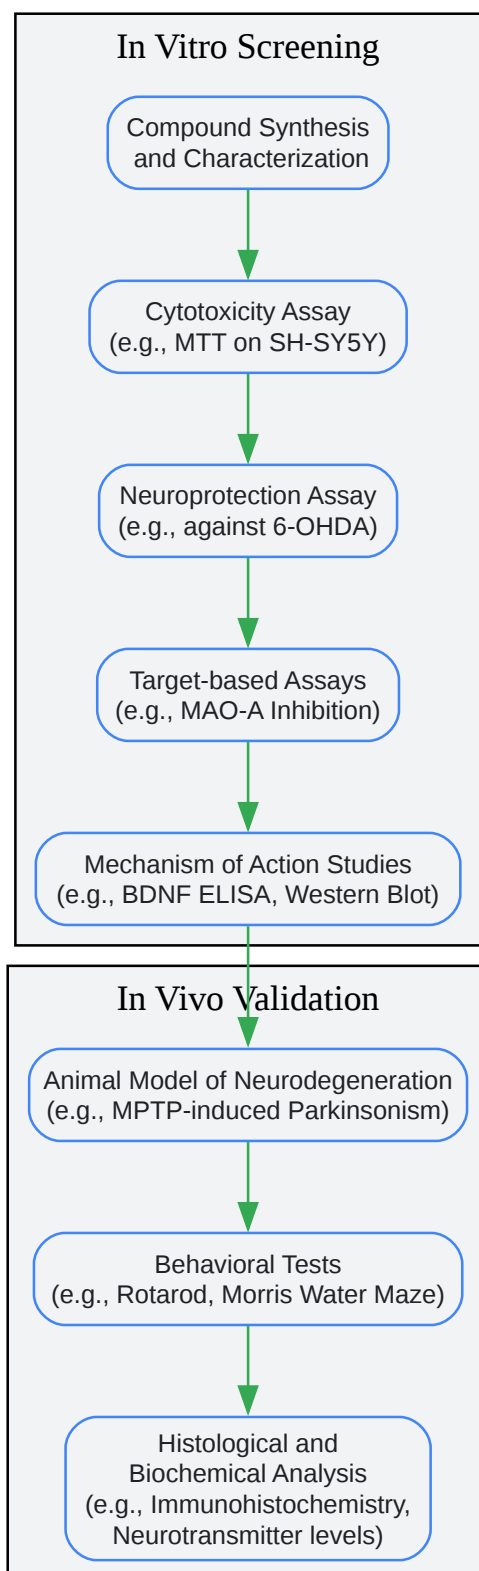 In Vitro Screening
Compound Synthesis
and Characterization
Cytotoxicity Assay
(e.g., MTT on SH-SY5Y)
Neuroprotection Assay
(e.g., against 6-OHDA)
Target-based Assays
(e.g., MAO-A Inhibition)
Mechanism of Action Studies
(e.g., BDNF ELISA, Western Blot)
In Vivo Validation
Animal Model of Neurodegeneration
(e.g., MPTP-induced Parkinsonism)
Behavioral Tests
(e.g., Rotarod, Morris Water Maze)
Histological and
Biochemical Analysis
(e.g., Immunohistochemistry,
Neurotransmitter levels)